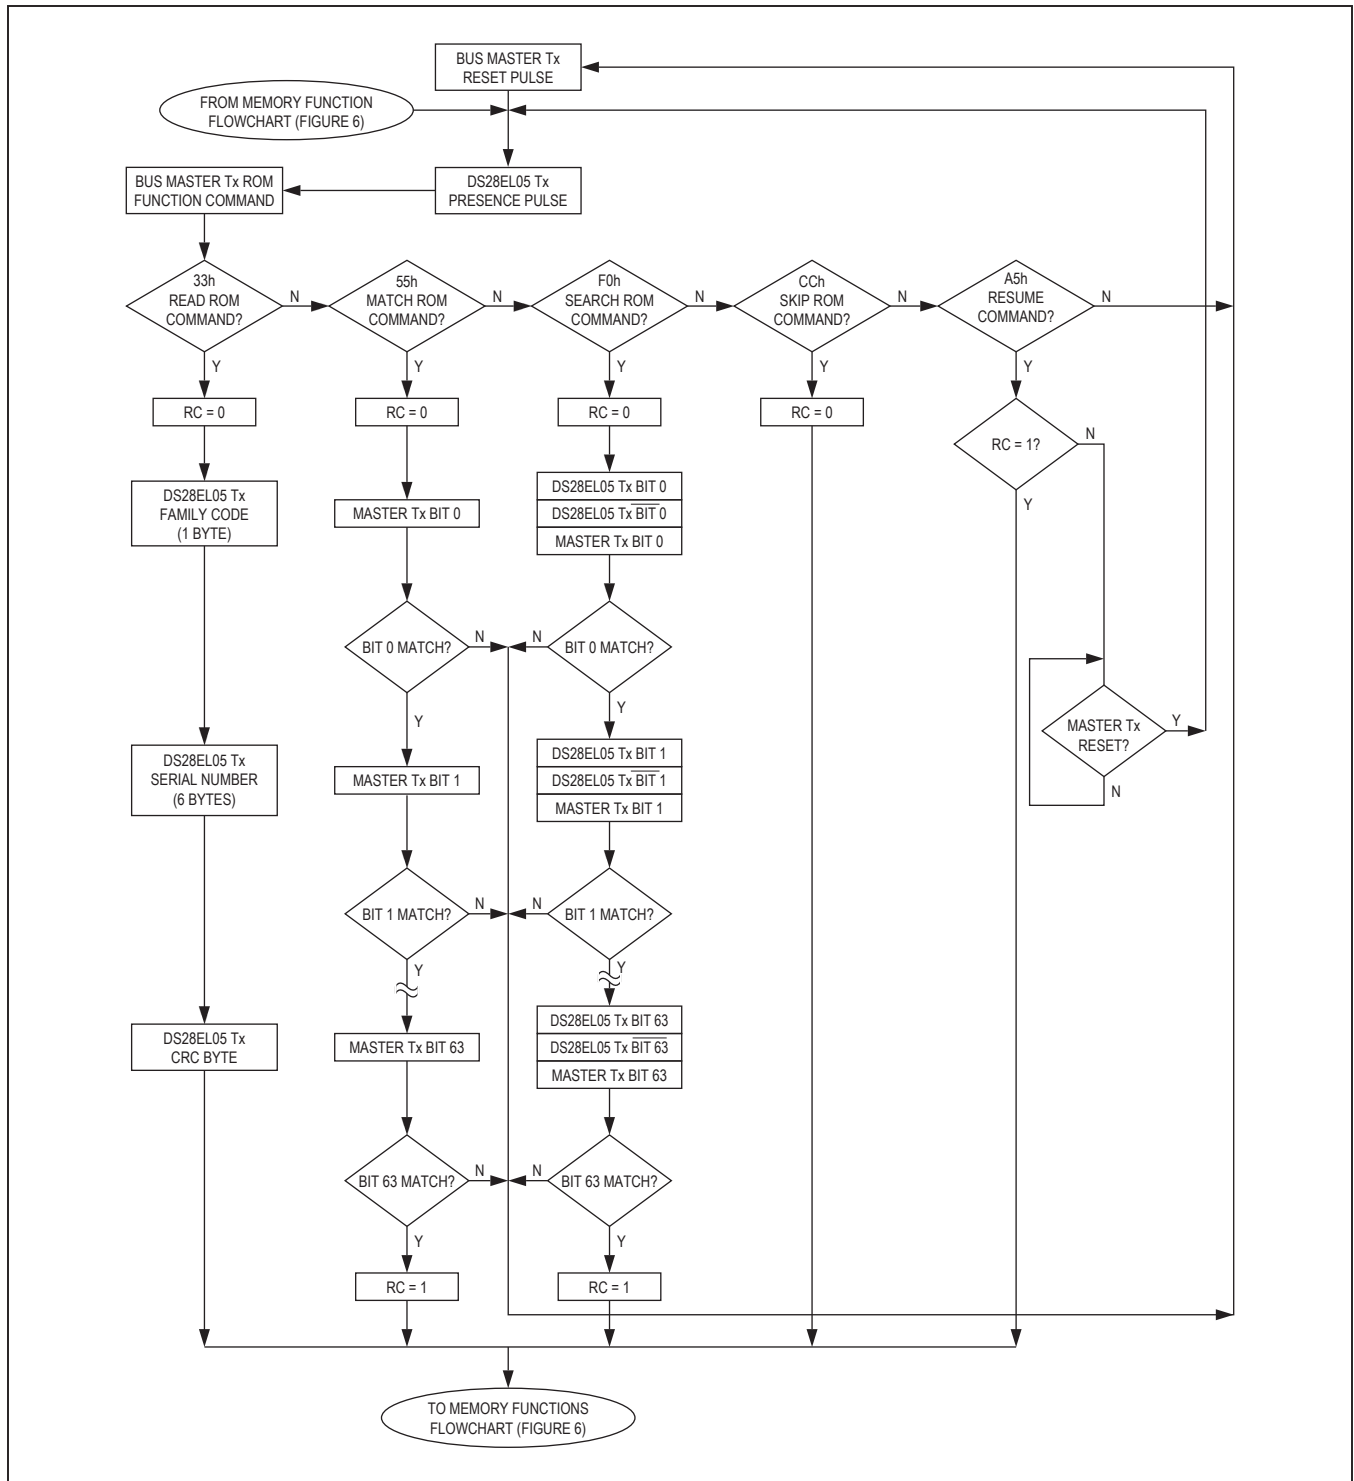 BUS MASTER Tx
RESET PULSE
FROM MEMORY FUNCTION
FLOWCHART (FIGURE 6)
BUS MASTER Tx ROM
FUNCTION COMMAND
DS28EL05 Tx
PRESENCE PULSE
33h
READ ROM
COMMAND?
N
55h
MATCH ROM
COMMAND?
N
F0h
SEARCH ROM
COMMAND?
N
CCh
SKIP ROM
COMMAND?
N
A5h
RESUME
COMMAND?
N
Y
Y
Y
Y
Y
RC = 0
RC = 0
RC = 0
RC = 0
RC = 1?
N
Y
DS28EL05 Tx
FAMILY CODE
(1 BYTE)
MASTER Tx BIT 0
DS28EL05 Tx BIT 0
DS28EL05 Tx B̅I̅T̅ 0
MASTER Tx BIT 0
BIT 0 MATCH?
N
N
BIT 0 MATCH?
Y
Y
MASTER Tx
RESET?
Y
N
DS28EL05 Tx
SERIAL NUMBER
(6 BYTES)
MASTER Tx BIT 1
DS28EL05 Tx BIT 1
DS28EL05 Tx B̅I̅T̅ 1
MASTER Tx BIT 1
BIT 1 MATCH?
N
N
BIT 1 MATCH?
Y
Y
DS28EL05 Tx
CRC BYTE
MASTER Tx BIT 63
DS28EL05 Tx BIT 63
DS28EL05 Tx B̅I̅T̅ 6̅3̅
MASTER Tx BIT 63
BIT 63 MATCH?
N
N
BIT 63 MATCH?
Y
Y
RC = 1
RC = 1
TO MEMORY FUNCTIONS
FLOWCHART (FIGURE 6)